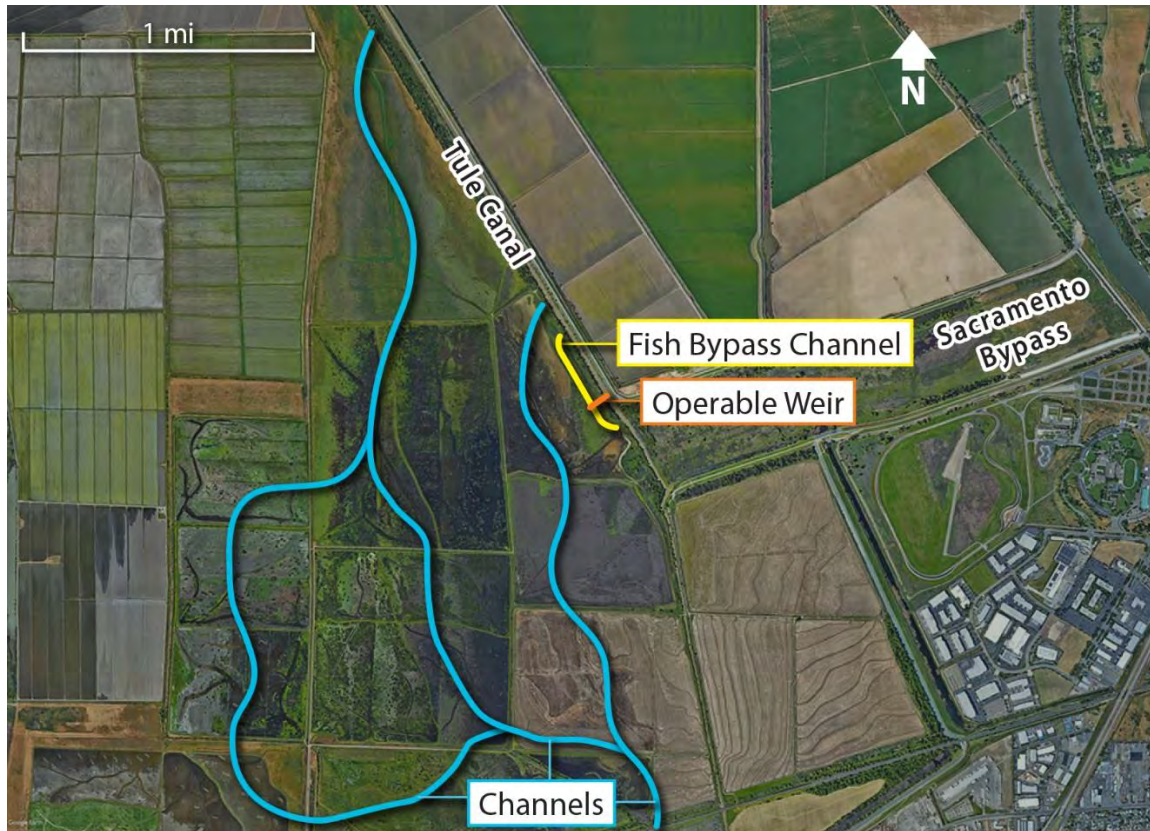 1 mi
N
Tule Canal
Fish Bypass Channel
Sacramento
Bypass
Operable Weir
Channels